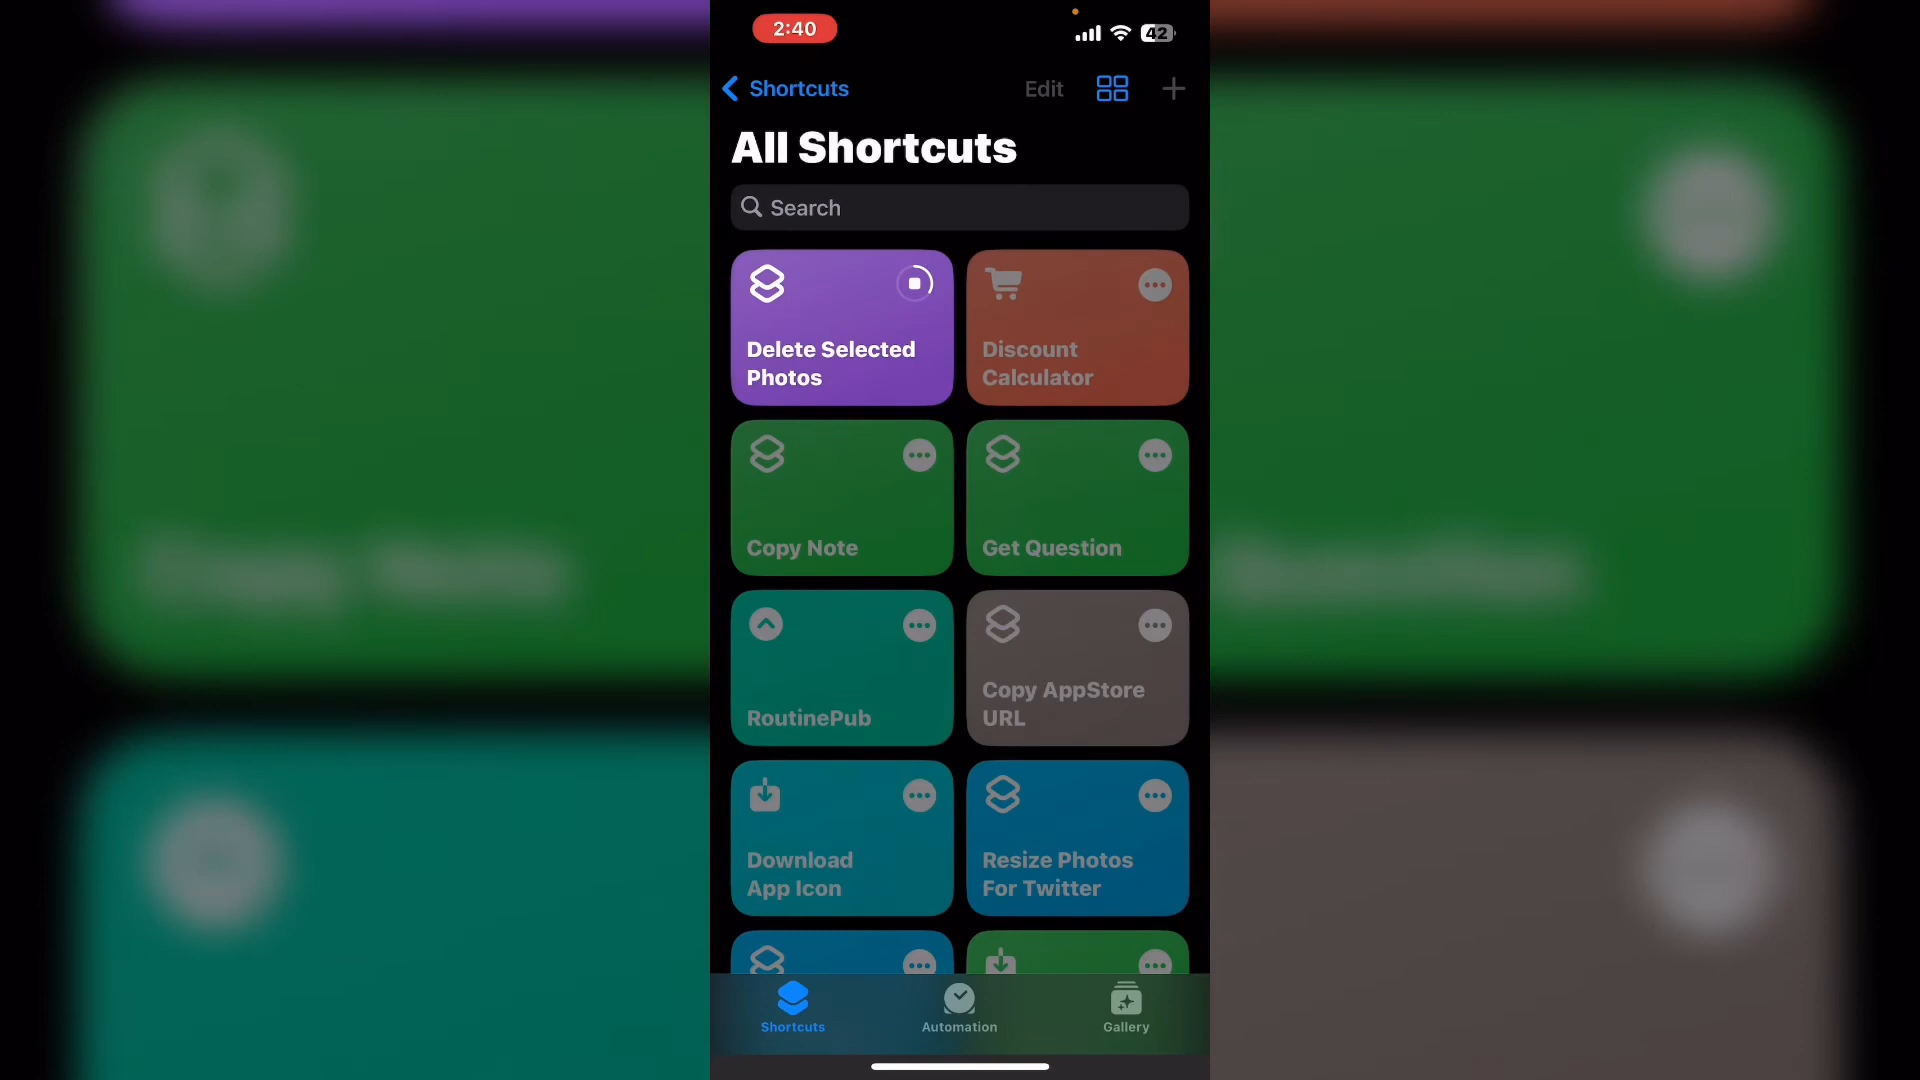 2:40
42
Shortcuts
Edit
All Shortcuts
Search
Delete Selected
Photos
Discount
Calculator
Copy Note
Get Question
RoutinePub
Copy AppStore
URL
Download
App Icon
Resize Photos
For Twitter
Shortcuts
Automation
Gallery